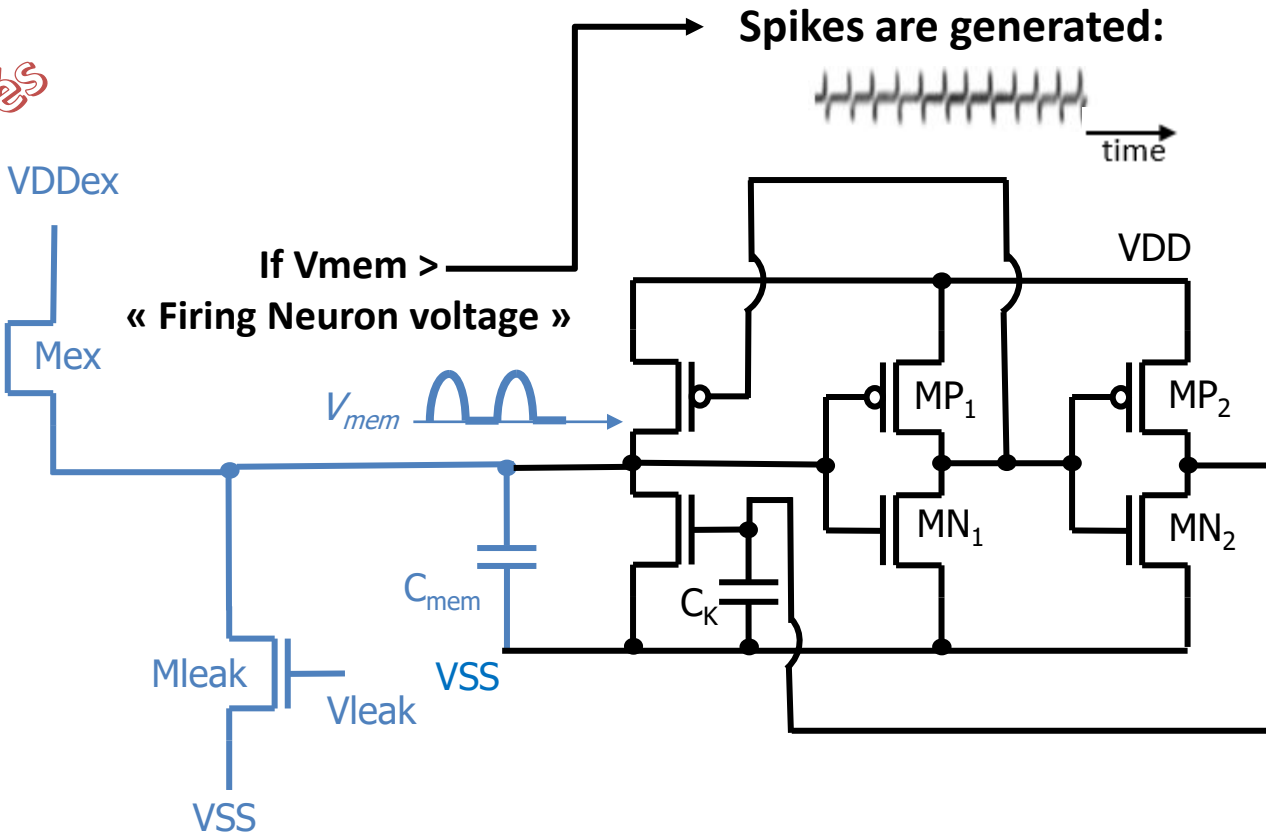 Spikes are generated:
time
VDDex
VDD
If Vmem >
« Firing Neuron voltage »
Mex
Vmem
MP1
MP2
MN1
MN2
Cmem
CK
Mleak
VSS
Vleak
VSS